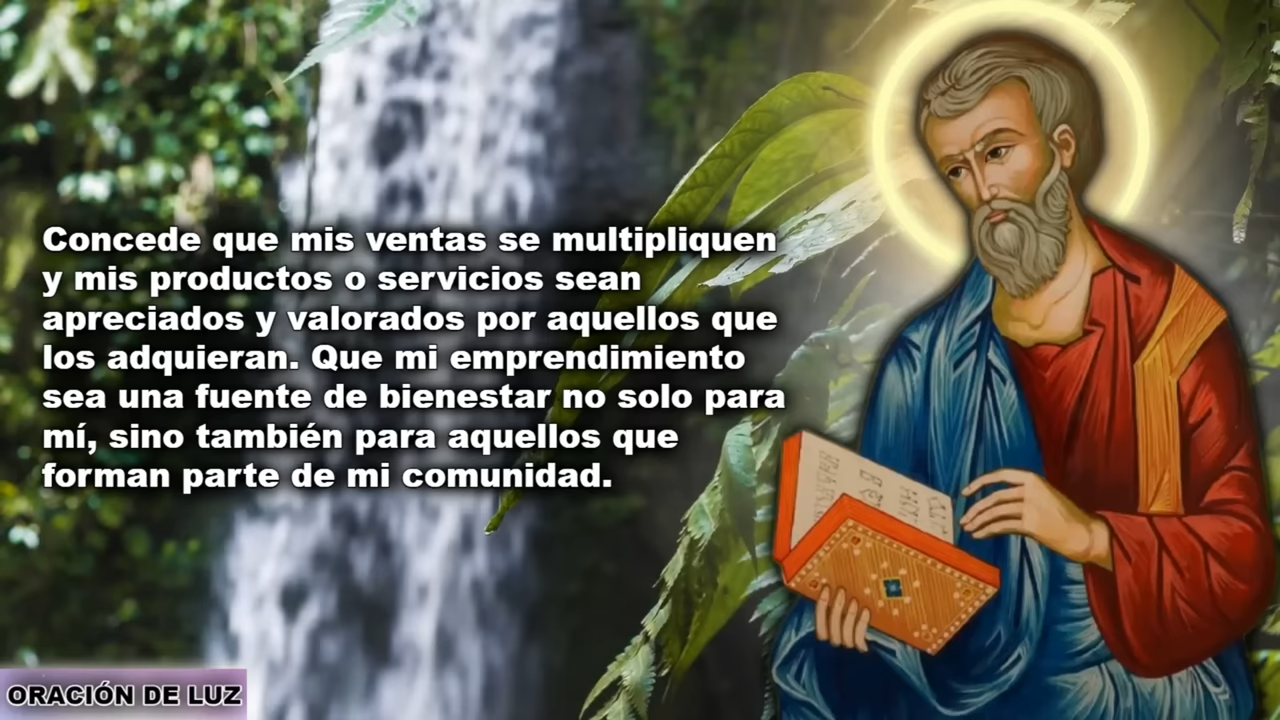 Concede que mis ventas se multipliquen
y mis productos o servicios sean
apreciados y valorados por aquellos que
los adquieran. Que mi emprendimiento
sea una fuente de bienestar no solo para
mí, sino también para aquellos que
forman parte de mi comunidad.
ORACIÓN DE LUZ